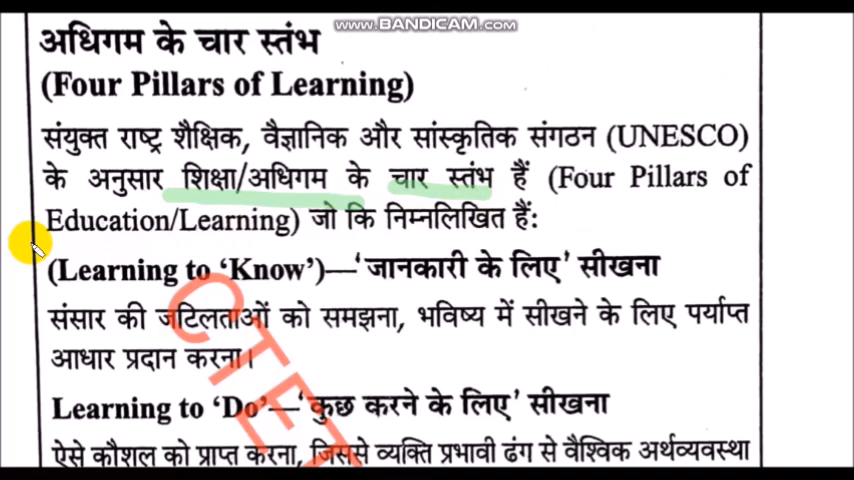 www.BANDICAM.com
अधिगम के चार स्तंभ
(Four Pillars of Learning)
संयुक्त राष्ट्र शैक्षिक, वैज्ञानिक और सांस्कृतिक संगठन (UNESCO)
के अनुसार शिक्षा/अधिगम के चार स्तंभ हैं (Four Pillars of
Education/Learning) जो कि निम्नलिखित हैं:
(Learning to ‘Know’)—‘जानकारी के लिए’ सीखना
संसार की जटिलताओं को समझना, भविष्य में सीखने के लिए पर्याप्त
आधार प्रदान करना।
Learning to ‘Do’—‘कुछ करने के लिए’ सीखना
ऐसे कौशल को प्राप्त करना, जिससे व्यक्ति प्रभावी ढंग से वैश्विक अर्थव्यवस्था
CTET